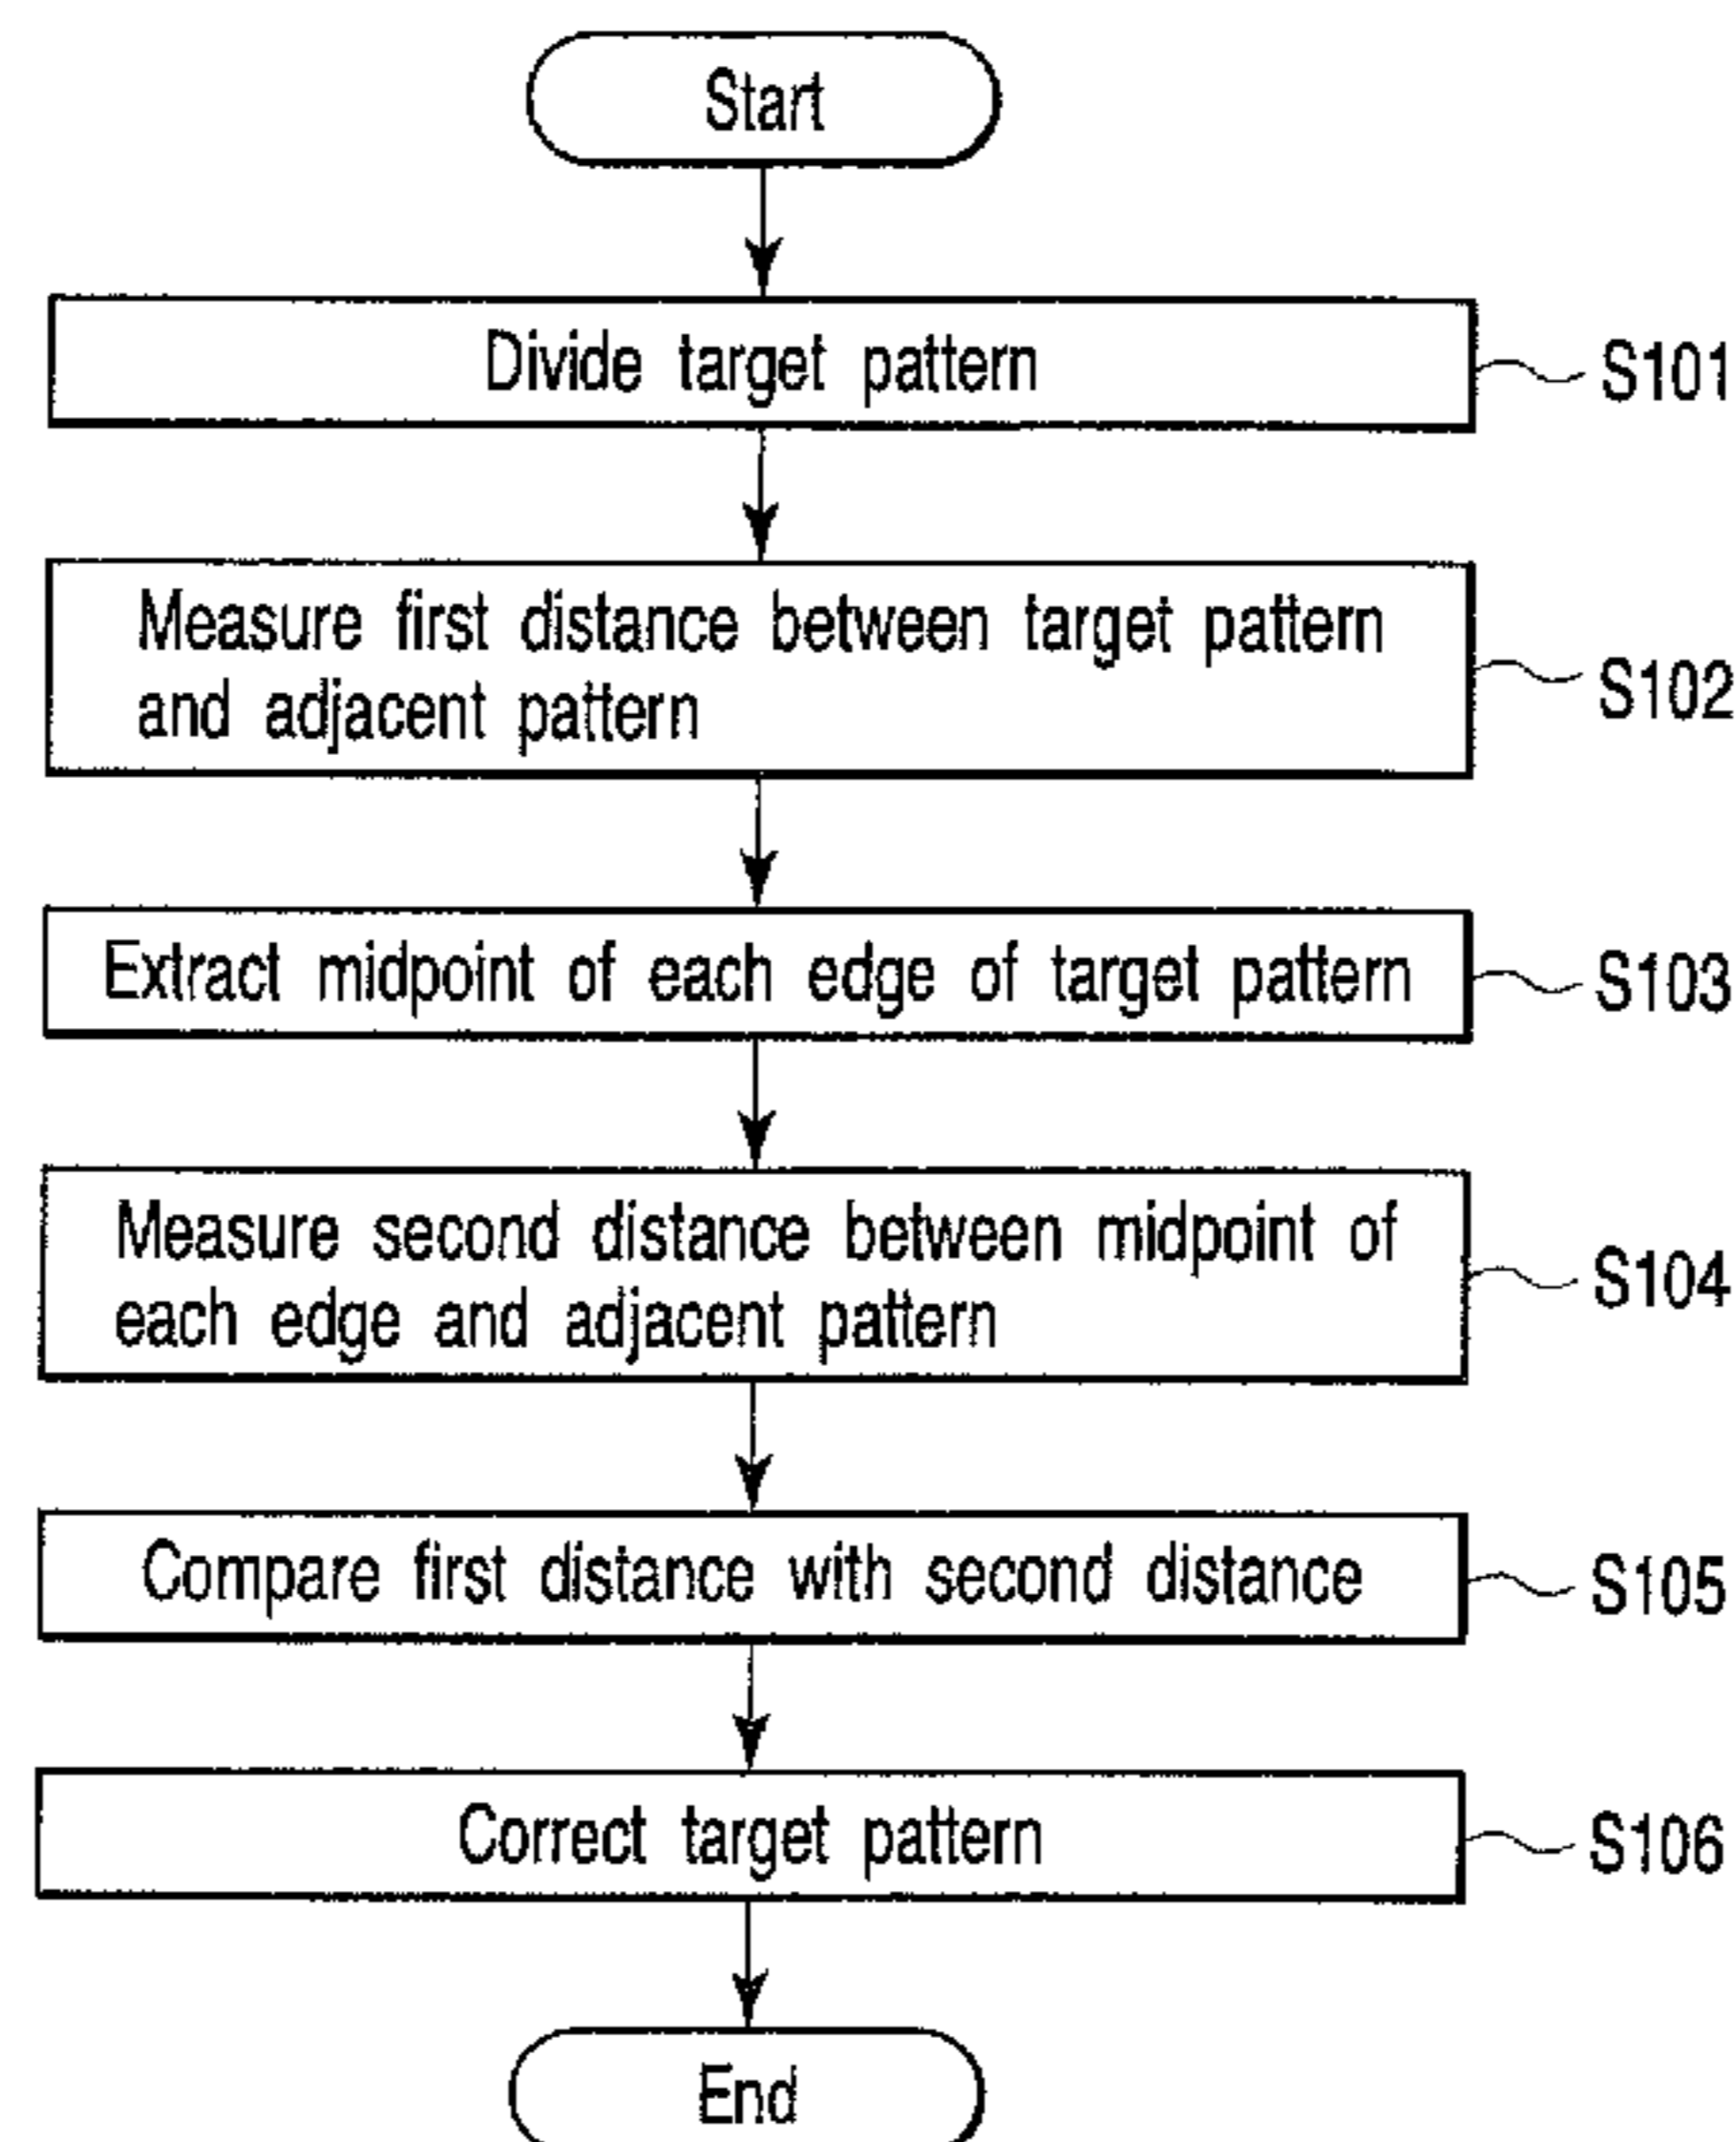 Start
Divide target pattern
S101
Measure first distance between target pattern
and adjacent pattern
S102
Extract midpoint of each edge of target pattern
S103
Measure second distance between midpoint of
each edge and adjacent pattern
S104
Compare first distance with second distance
S105
Correct target pattern
S106
End